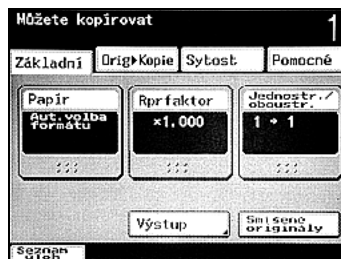 Můžete kopírovat 1
Základní Orig▸Kopie Sytost Pomocné
Papír
Aut.volba
formátu
Rprfaktor
×1.000
Jednostr./
oboustr.
1 → 1
Výstup
Smíšené
originály
Seznam
úloh